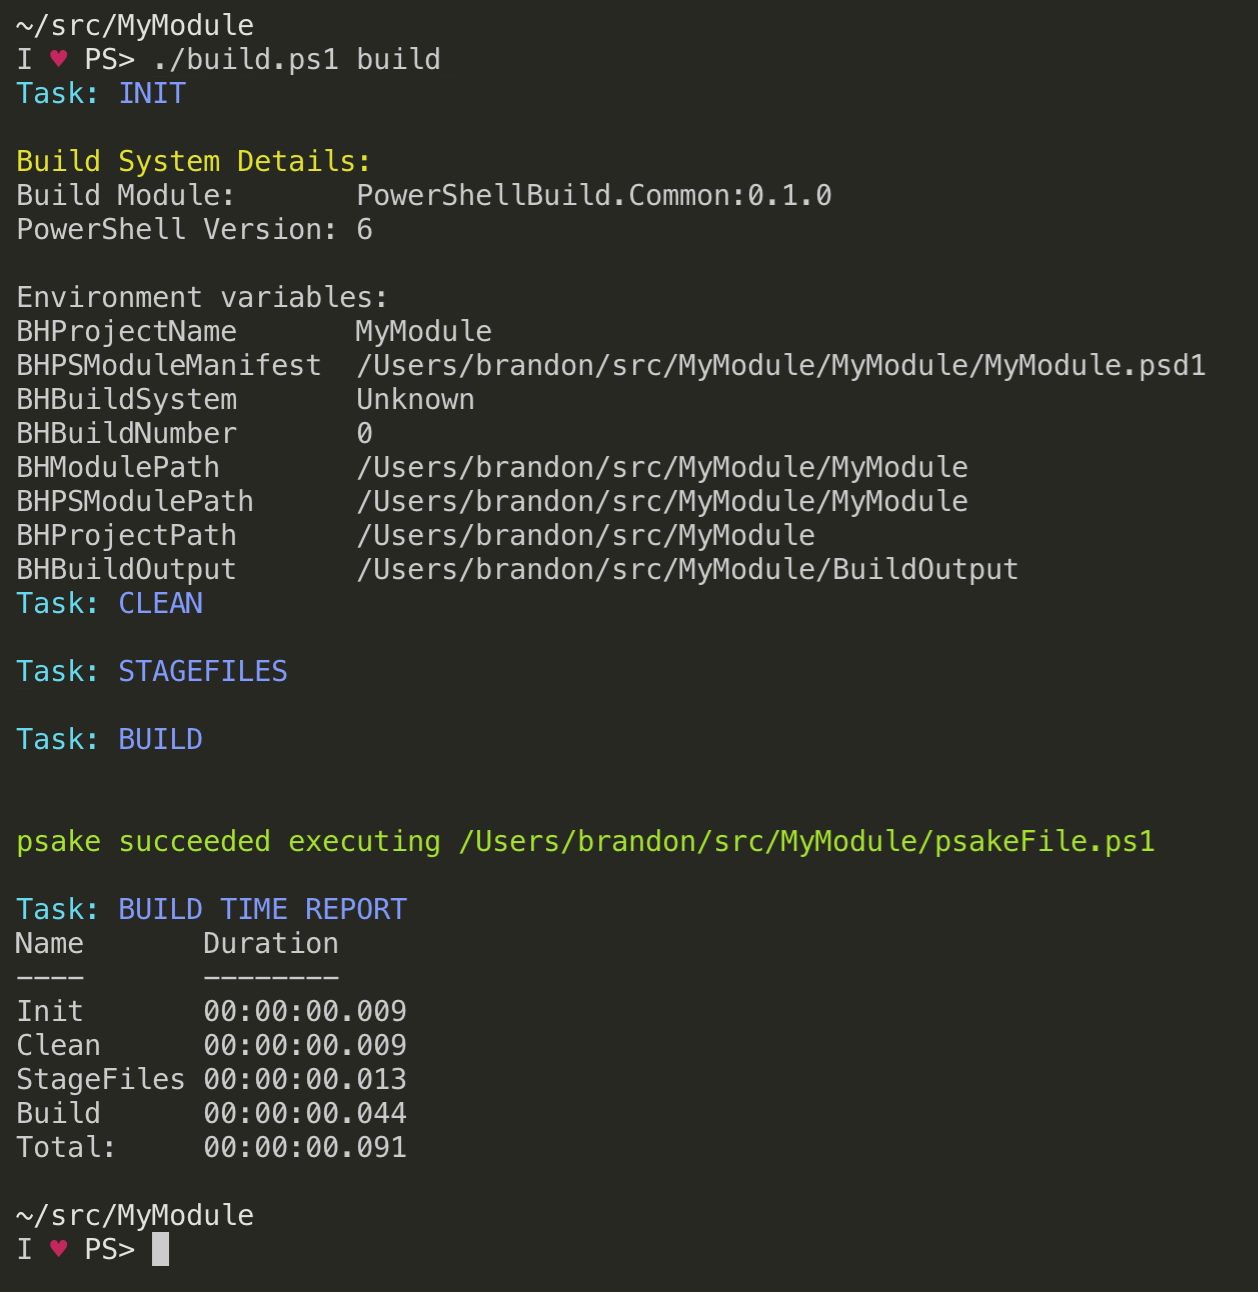 ~/src/MyModule
I ♥ PS> ./build.ps1 build
Task: INIT
Build System Details:
Build Module:       PowerShellBuild.Common:0.1.0
PowerShell Version: 6
Environment variables:
BHProjectName       MyModule
BHPSModuleManifest  /Users/brandon/src/MyModule/MyModule/MyModule.psd1
BHBuildSystem       Unknown
BHBuildNumber       0
BHModulePath        /Users/brandon/src/MyModule/MyModule
BHPSModulePath      /Users/brandon/src/MyModule/MyModule
BHProjectPath       /Users/brandon/src/MyModule
BHBuildOutput       /Users/brandon/src/MyModule/BuildOutput
Task: CLEAN
Task: STAGEFILES
Task: BUILD
psake succeeded executing /Users/brandon/src/MyModule/psakeFile.ps1
Task: BUILD TIME REPORT
Name       Duration
----       --------
Init       00:00:00.009
Clean      00:00:00.009
StageFiles 00:00:00.013
Build      00:00:00.044
Total:     00:00:00.091
~/src/MyModule
I ♥ PS>